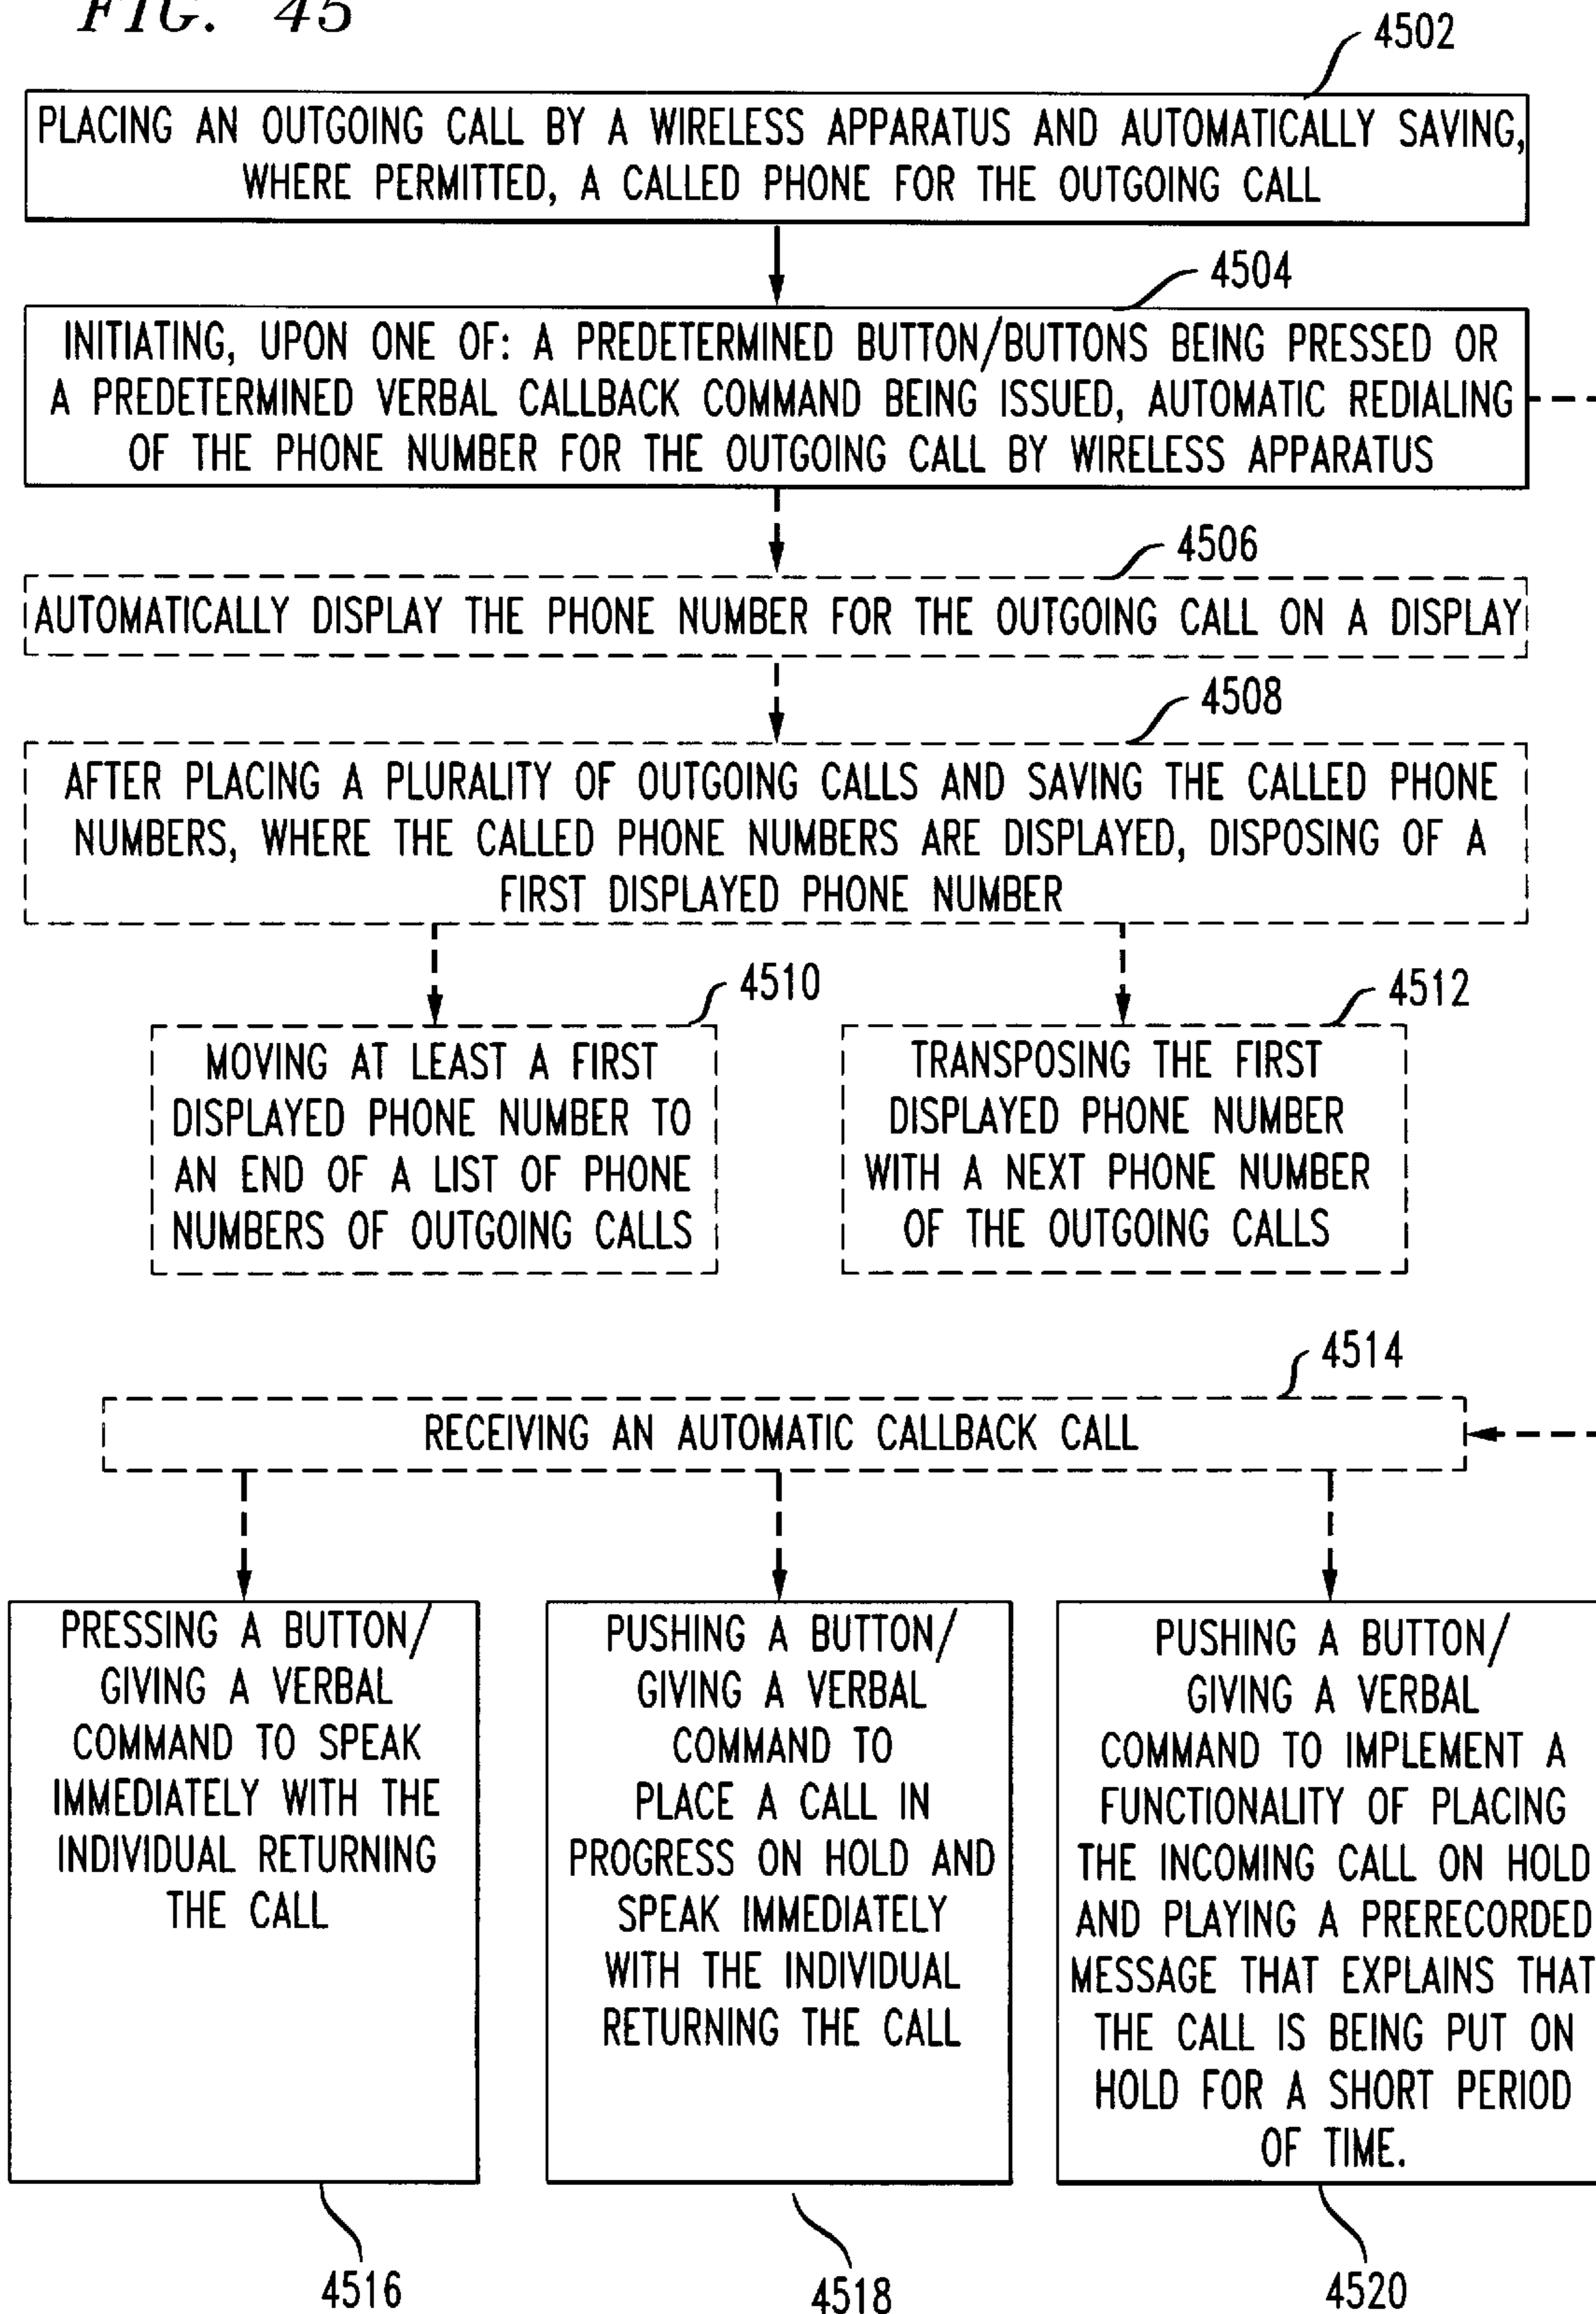 FIG. 45
4502
PLACING AN OUTGOING CALL BY A WIRELESS APPARATUS AND AUTOMATICALLY SAVING,
WHERE PERMITTED, A CALLED PHONE FOR THE OUTGOING CALL
4504
INITIATING, UPON ONE OF: A PREDETERMINED BUTTON/BUTTONS BEING PRESSED OR
A PREDETERMINED VERBAL CALLBACK COMMAND BEING ISSUED, AUTOMATIC REDIALING
OF THE PHONE NUMBER FOR THE OUTGOING CALL BY WIRELESS APPARATUS
4506
AUTOMATICALLY DISPLAY THE PHONE NUMBER FOR THE OUTGOING CALL ON A DISPLAY
4508
AFTER PLACING A PLURALITY OF OUTGOING CALLS AND SAVING THE CALLED PHONE
NUMBERS, WHERE THE CALLED PHONE NUMBERS ARE DISPLAYED, DISPOSING OF A
FIRST DISPLAYED PHONE NUMBER
4510
MOVING AT LEAST A FIRST
DISPLAYED PHONE NUMBER TO
AN END OF A LIST OF PHONE
NUMBERS OF OUTGOING CALLS
4512
TRANSPOSING THE FIRST
DISPLAYED PHONE NUMBER
WITH A NEXT PHONE NUMBER
OF THE OUTGOING CALLS
4514
RECEIVING AN AUTOMATIC CALLBACK CALL
PRESSING A BUTTON/
GIVING A VERBAL
COMMAND TO SPEAK
IMMEDIATELY WITH THE
INDIVIDUAL RETURNING
THE CALL
4516
PUSHING A BUTTON/
GIVING A VERBAL
COMMAND TO
PLACE A CALL IN
PROGRESS ON HOLD AND
SPEAK IMMEDIATELY
WITH THE INDIVIDUAL
RETURNING THE CALL
4518
PUSHING A BUTTON/
GIVING A VERBAL
COMMAND TO IMPLEMENT A
FUNCTIONALITY OF PLACING
THE INCOMING CALL ON HOLD
AND PLAYING A PRERECORDED
MESSAGE THAT EXPLAINS THAT
THE CALL IS BEING PUT ON
HOLD FOR A SHORT PERIOD
OF TIME.
4520